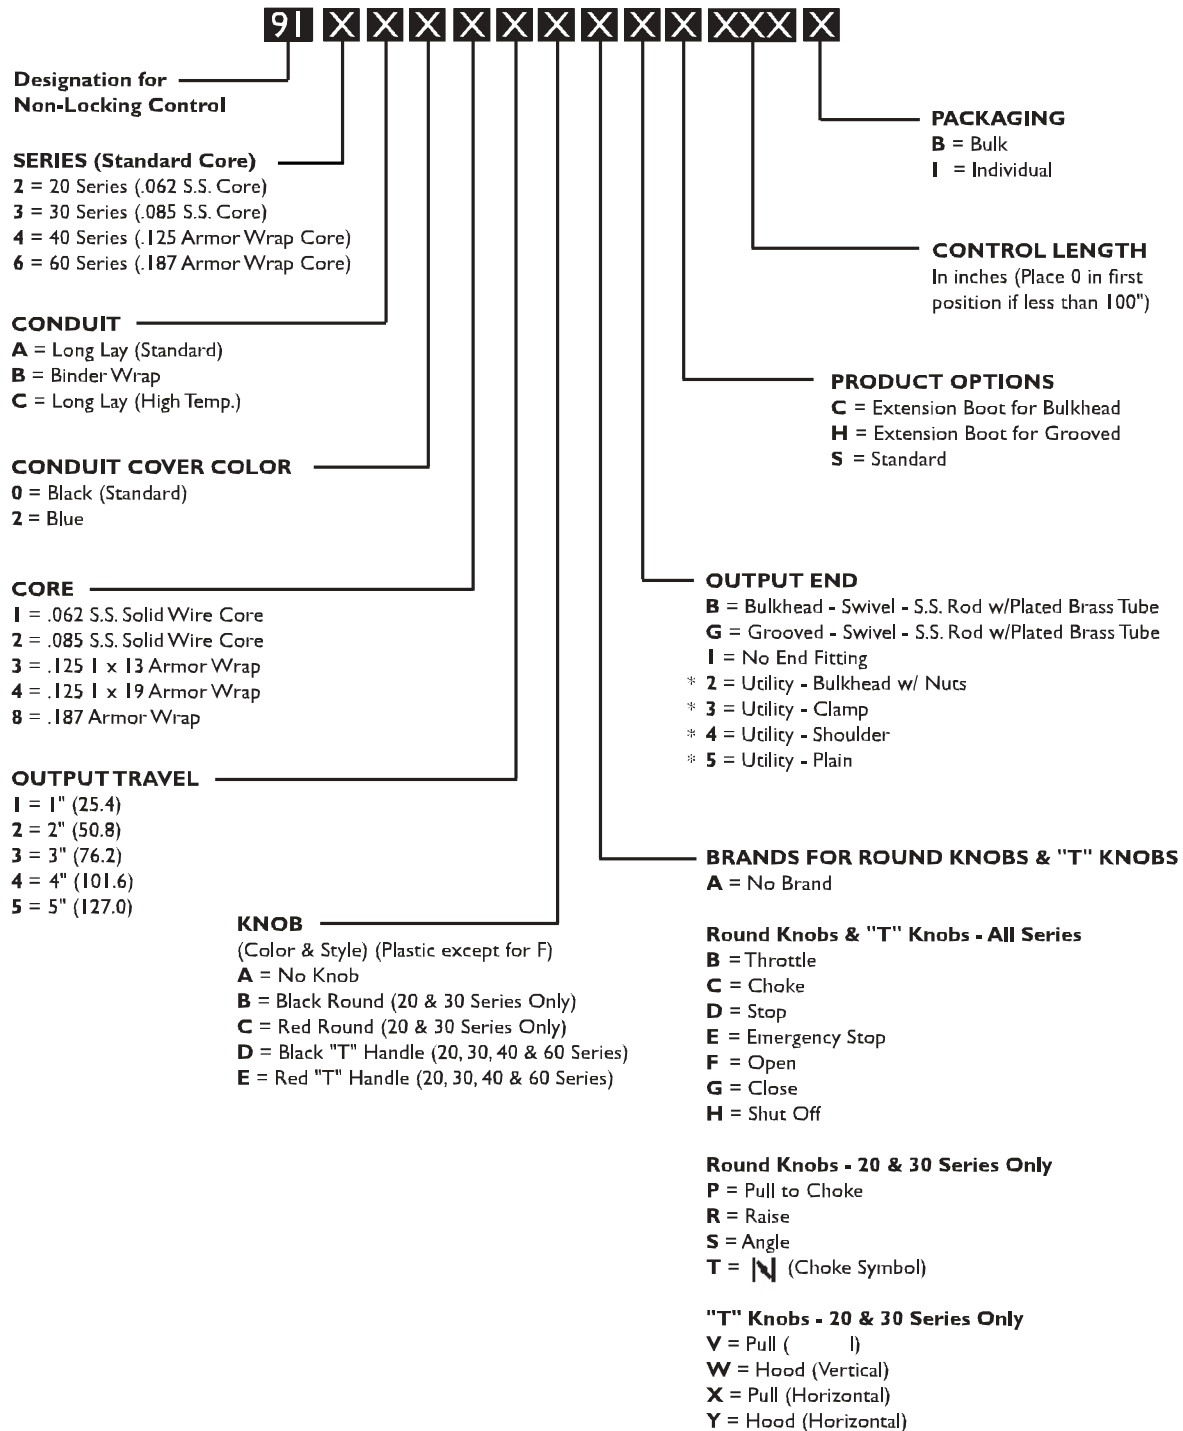 91 X X X X X X X X X XXX X
Designation for
Non-Locking Control
SERIES (Standard Core)
2 = 20 Series (.062 S.S. Core)
3 = 30 Series (.085 S.S. Core)
4 = 40 Series (.125 Armor Wrap Core)
6 = 60 Series (.187 Armor Wrap Core)
CONDUIT
A = Long Lay (Standard)
B = Binder Wrap
C = Long Lay (High Temp.)
CONDUIT COVER COLOR
0 = Black (Standard)
2 = Blue
CORE
1 = .062 S.S. Solid Wire Core
2 = .085 S.S. Solid Wire Core
3 = .125 1 x 13 Armor Wrap
4 = .125 1 x 19 Armor Wrap
8 = .187 Armor Wrap
OUTPUT TRAVEL
1 = 1" (25.4)
2 = 2" (50.8)
3 = 3" (76.2)
4 = 4" (101.6)
5 = 5" (127.0)
KNOB
(Color & Style) (Plastic except for F)
A = No Knob
B = Black Round (20 & 30 Series Only)
C = Red Round (20 & 30 Series Only)
D = Black "T" Handle (20, 30, 40 & 60 Series)
E = Red "T" Handle (20, 30, 40 & 60 Series)
PACKAGING
B = Bulk
I = Individual
CONTROL LENGTH
In inches (Place 0 in first
position if less than 100")
PRODUCT OPTIONS
C = Extension Boot for Bulkhead
H = Extension Boot for Grooved
S = Standard
OUTPUT END
B = Bulkhead - Swivel - S.S. Rod w/Plated Brass Tube
G = Grooved - Swivel - S.S. Rod w/Plated Brass Tube
1 = No End Fitting
* 2 = Utility - Bulkhead w/ Nuts
* 3 = Utility - Clamp
* 4 = Utility - Shoulder
* 5 = Utility - Plain
BRANDS FOR ROUND KNOBS & "T" KNOBS
A = No Brand
Round Knobs & "T" Knobs - All Series
B = Throttle
C = Choke
D = Stop
E = Emergency Stop
F = Open
G = Close
H = Shut Off
Round Knobs - 20 & 30 Series Only
P = Pull to Choke
R = Raise
S = Angle
T = (Choke Symbol)
"T" Knobs - 20 & 30 Series Only
V = Pull ( l)
W = Hood (Vertical)
X = Pull (Horizontal)
Y = Hood (Horizontal)